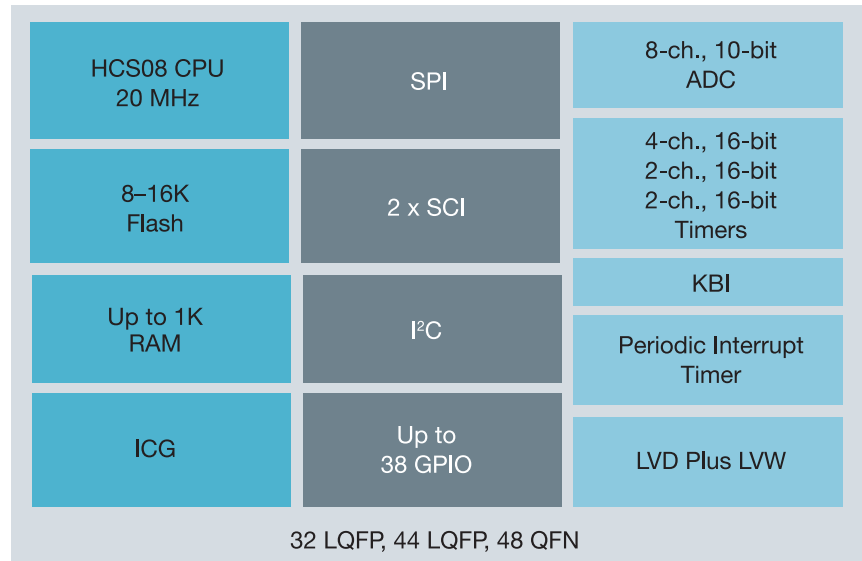 HCS08 CPU
20 MHz
8–16K
Flash
Up to 1K
RAM
ICG
SPI
2 x SCI
I²C
Up to
38 GPIO
8-ch., 10-bit
ADC
4-ch., 16-bit
2-ch., 16-bit
2-ch., 16-bit
Timers
KBI
Periodic Interrupt
Timer
LVD Plus LVW
32 LQFP, 44 LQFP, 48 QFN